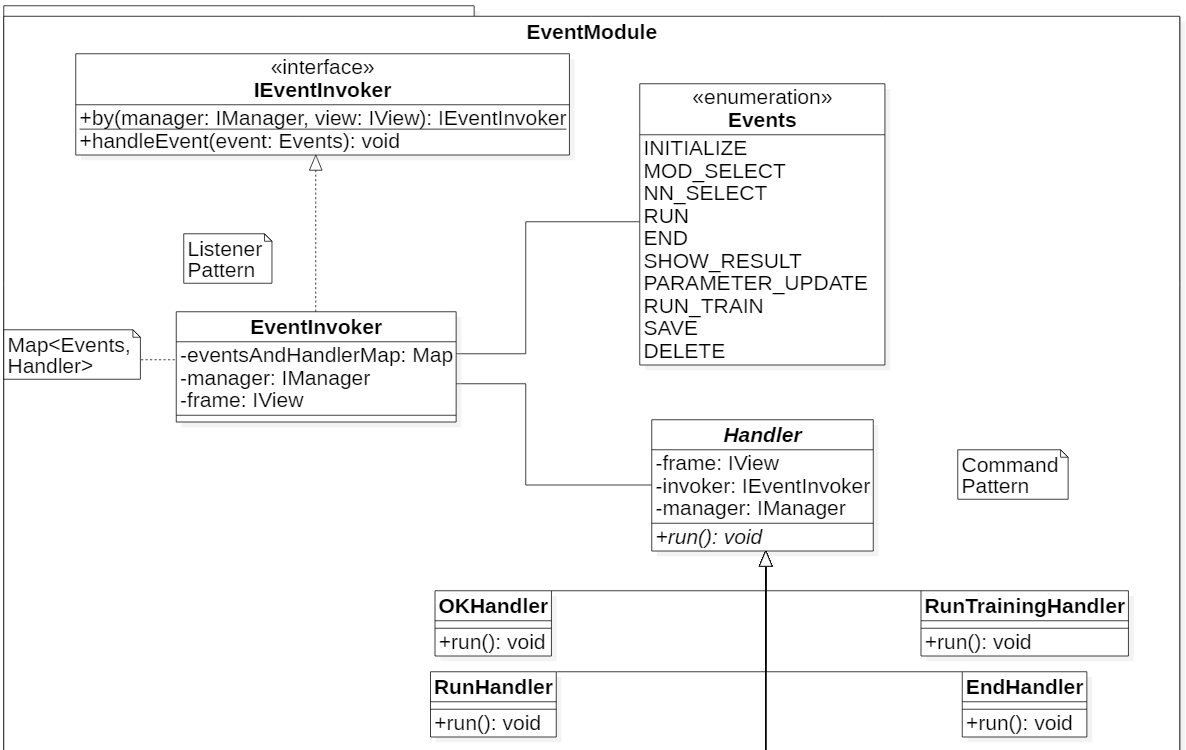 EventModule
«interface»
IEventInvoker
+by(manager: IManager, view: IView): IEventInvoker
+handleEvent(event: Events): void
«enumeration»
Events
INITIALIZE
MOD_SELECT
NN_SELECT
RUN
END
SHOW_RESULT
PARAMETER_UPDATE
RUN_TRAIN
SAVE
DELETE
Listener
Pattern
Map<Events,
Handler>
EventInvoker
-eventsAndHandlerMap: Map
-manager: IManager
-frame: IView
Handler
-frame: IView
-invoker: IEventInvoker
-manager: IManager
+run(): void
Command
Pattern
OKHandler
+run(): void
RunTrainingHandler
+run(): void
RunHandler
+run(): void
EndHandler
+run(): void